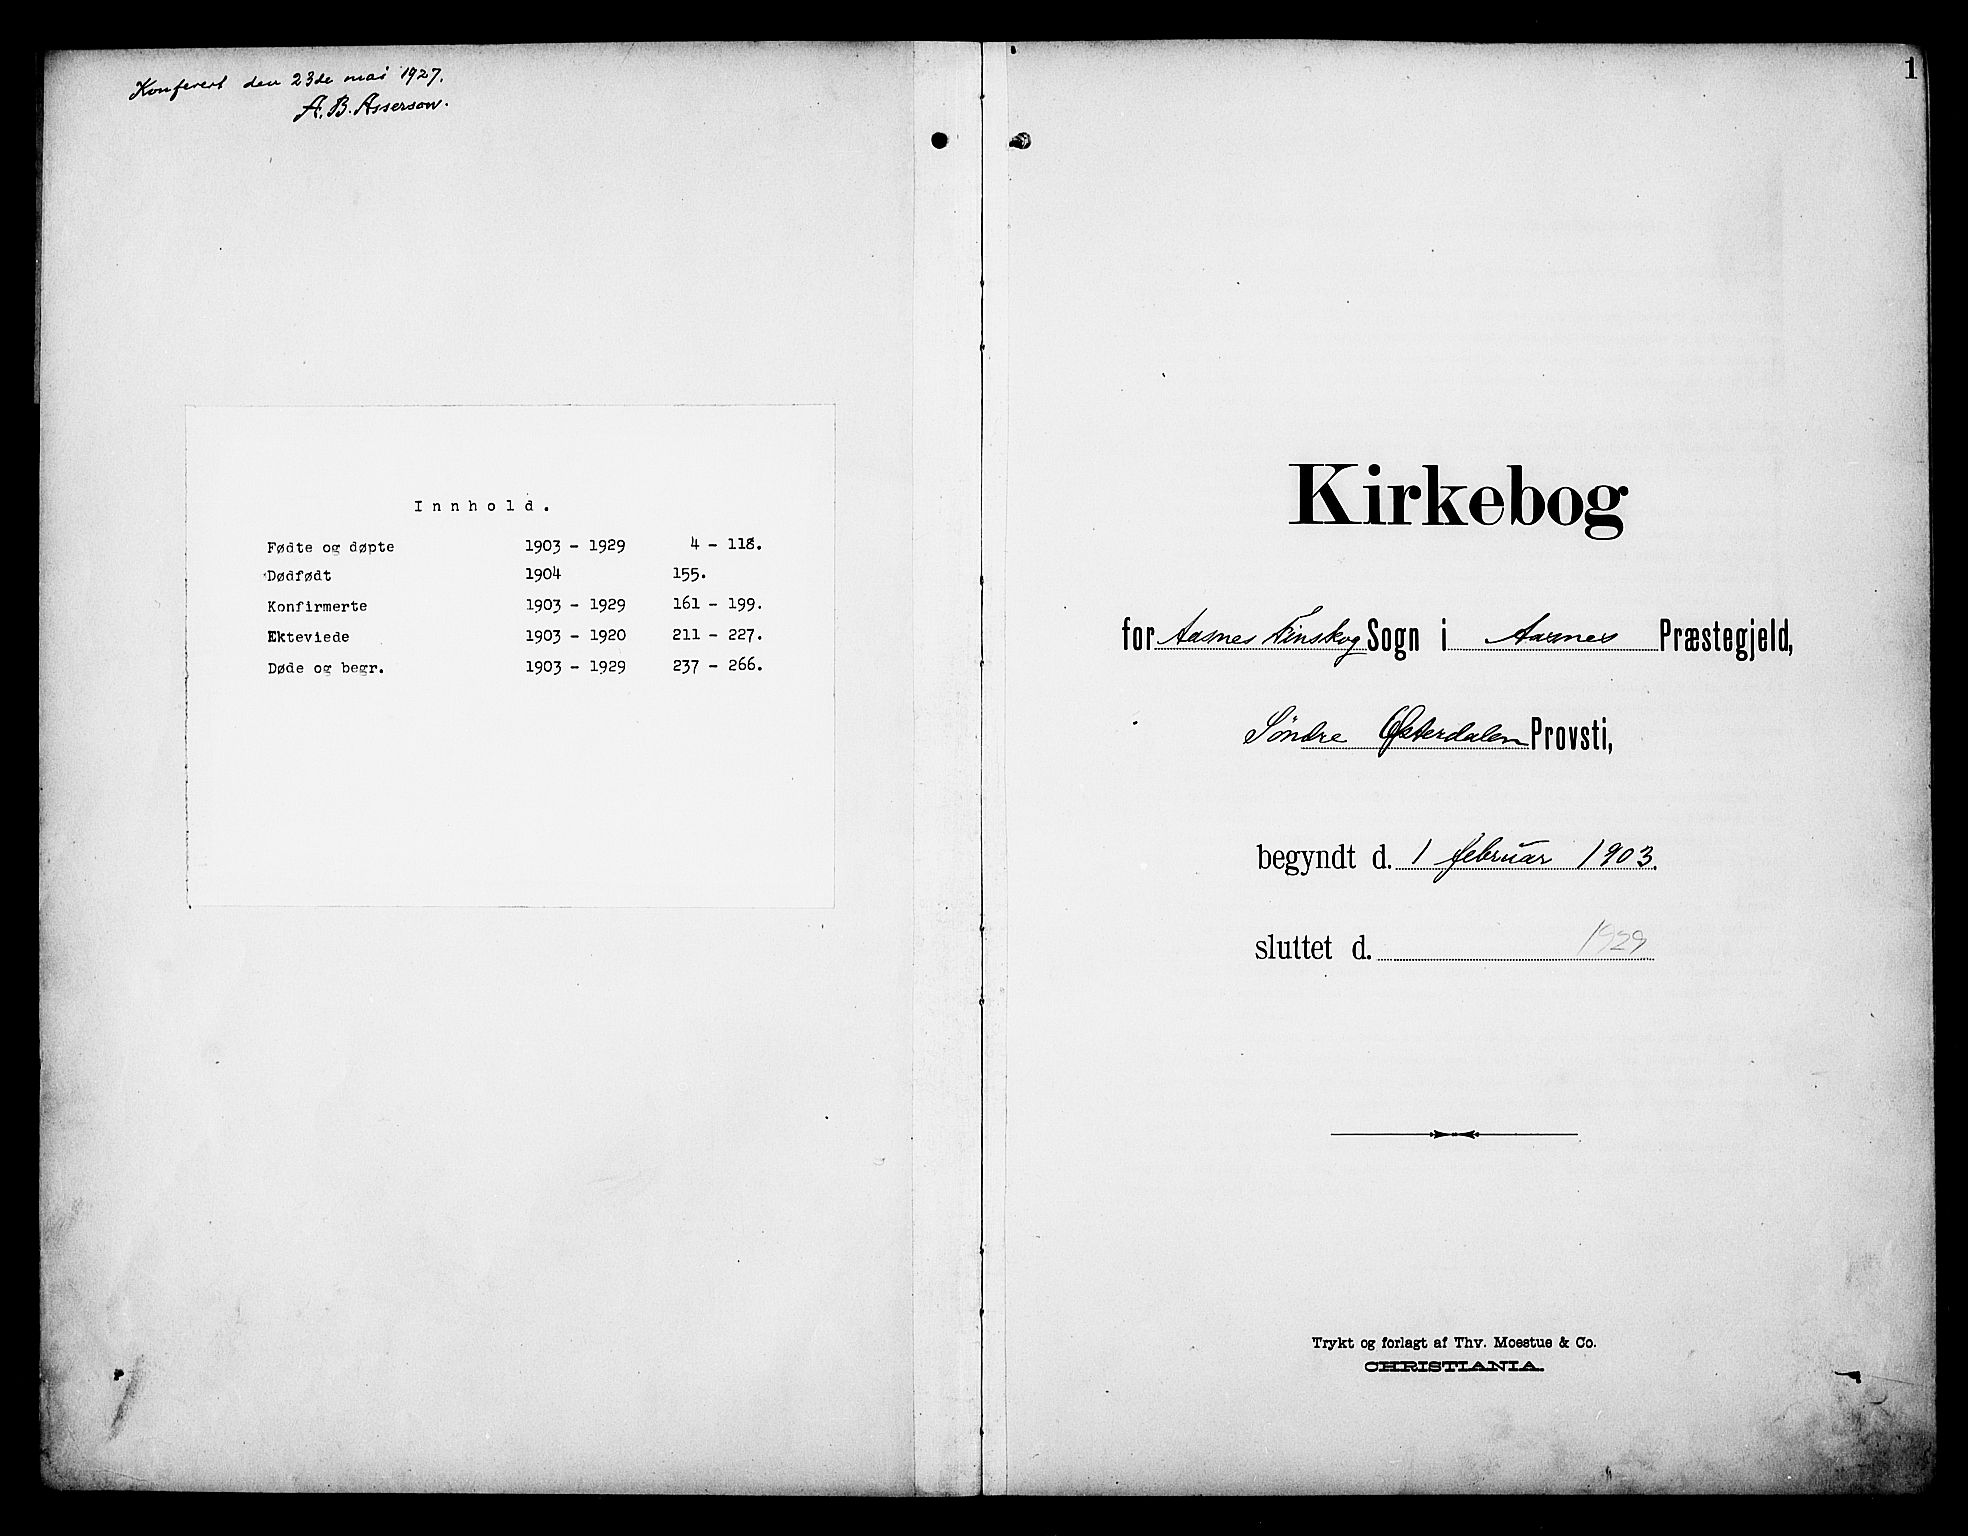 Konferert den 23de mai 1927.
A. B. Asserson.
Innhold.
Fødte og døpte 1903 - 1929 4 - 118.
Dødfødt 1904 155.
Konfirmerte 1903 - 1929 161 - 199.
Ekteviede 1903 - 1920 211 - 227.
Døde og begr. 1903 - 1929 237 - 266.
1
Kirkebog
for Aasnes Finskog Sogn i Aasnes Præstegjeld,
Søndre Østerdalen Provsti,
begyndt d. 1 februar 1903.
sluttet d. 1929
Trykt og forlagt af Thv. Moestue & Co.
CHRISTIANIA.